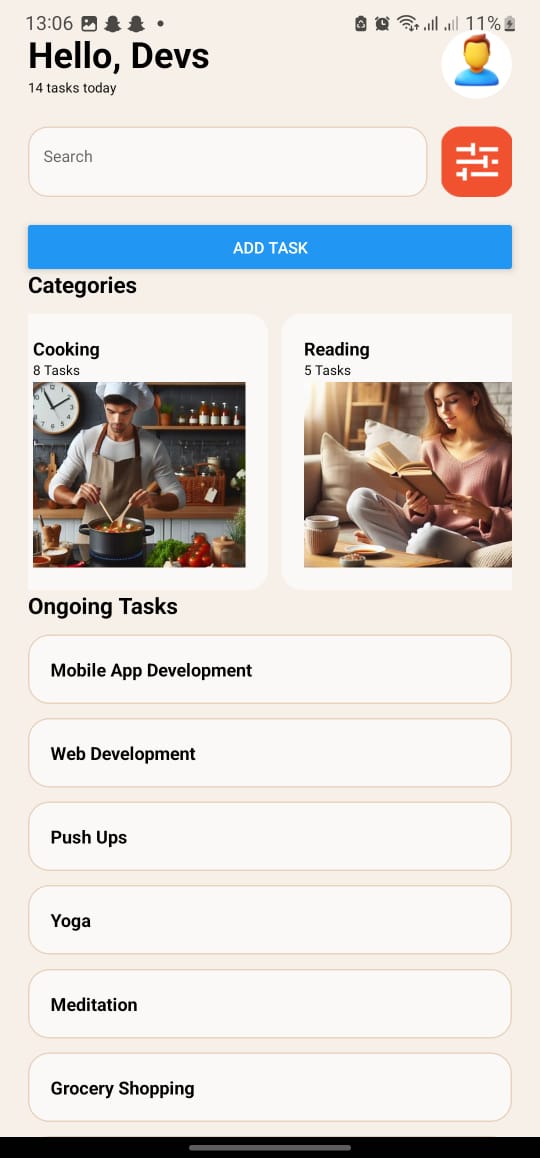 13:06
11%
Hello, Devs
14 tasks today
Search
ADD TASK
Categories
Cooking
8 Tasks
Reading
5 Tasks
Ongoing Tasks
Mobile App Development
Web Development
Push Ups
Yoga
Meditation
Grocery Shopping